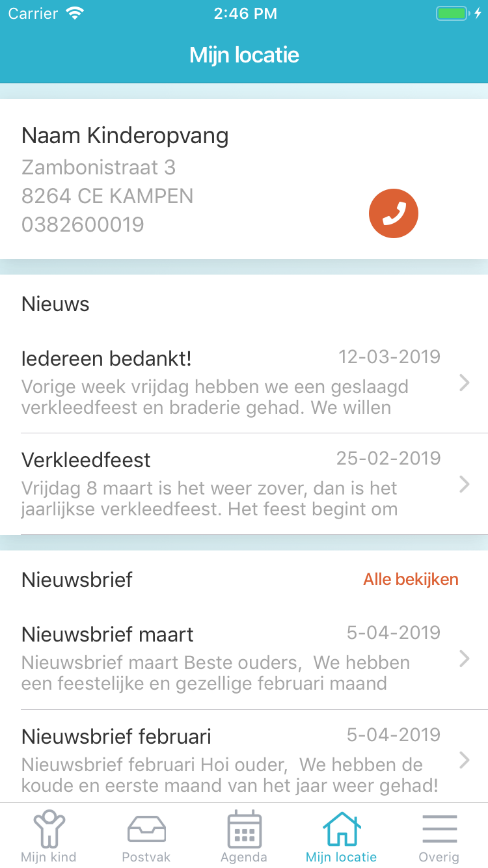 Carrier 2:46 PM
Mijn locatie
Naam Kinderopvang
Zambonistraat 3
8264 CE KAMPEN
0382600019
Nieuws
Iedereen bedankt! 12-03-2019
Vorige week vrijdag hebben we een geslaagd
verkleedfeest en braderie gehad. We willen
Verkleedfeest 25-02-2019
Vrijdag 8 maart is het weer zover, dan is het
jaarlijkse verkleedfeest. Het feest begint om
Nieuwsbrief Alle bekijken
Nieuwsbrief maart 5-04-2019
Nieuwsbrief maart Beste ouders,  We hebben
een feestelijke en gezellige februari maand
Nieuwsbrief februari 5-04-2019
Nieuwsbrief februari Hoi ouder,  We hebben de
koude en eerste maand van het jaar weer gehad!
Mijn kind Postvak Agenda Mijn locatie Overig